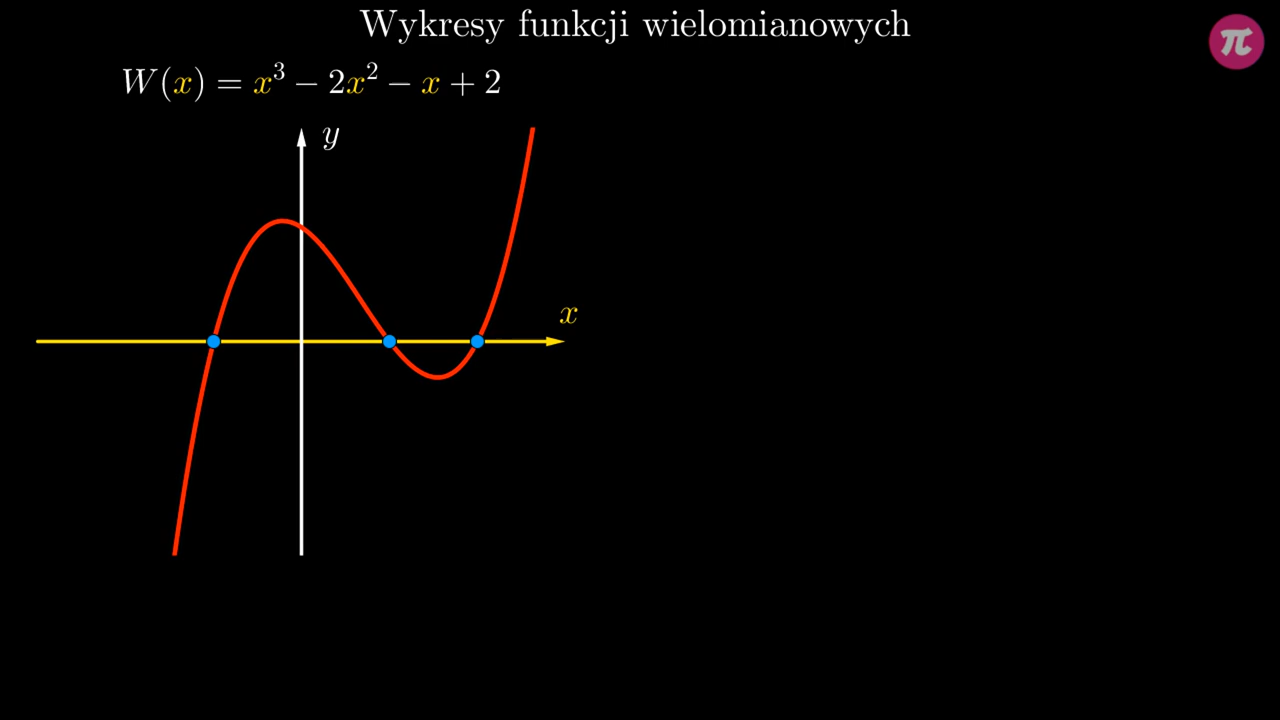 Wykresy funkcji wielomianowych
π
W(x) = x³ − 2x² − x + 2
y
x